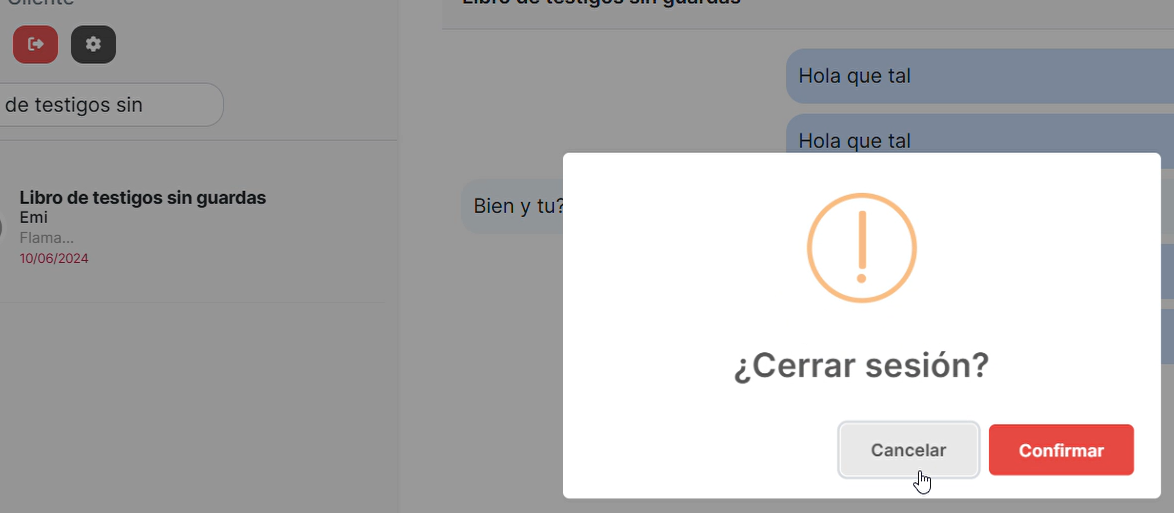 Cliente
Libro de testigos sin guardas
de testigos sin
Libro de testigos sin guardas
Emi
Flama...
10/06/2024
Hola que tal
Hola que tal
Bien y tu?
¿Cerrar sesión?
Cancelar
Confirmar